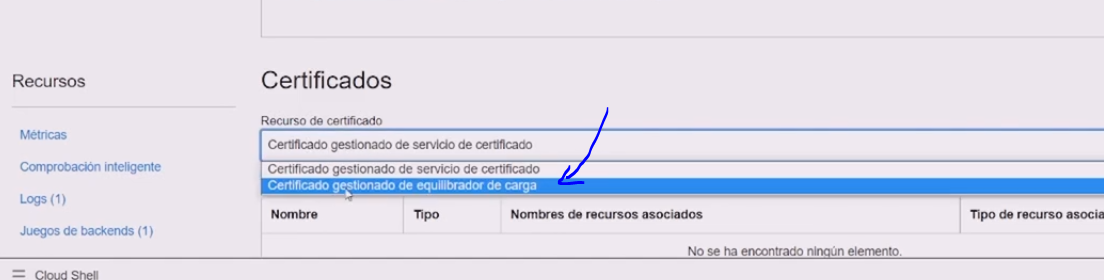 Recursos
Métricas
Comprobación inteligente
Logs (1)
Juegos de backends (1)
Certificados
Recurso de certificado
Certificado gestionado de servicio de certificado
Certificado gestionado de servicio de certificado
Certificado gestionado de equilibrador de carga
Nombre Tipo Nombres de recursos asociados Tipo de recurso asocia
No se ha encontrado ningún elemento.
Cloud Shell